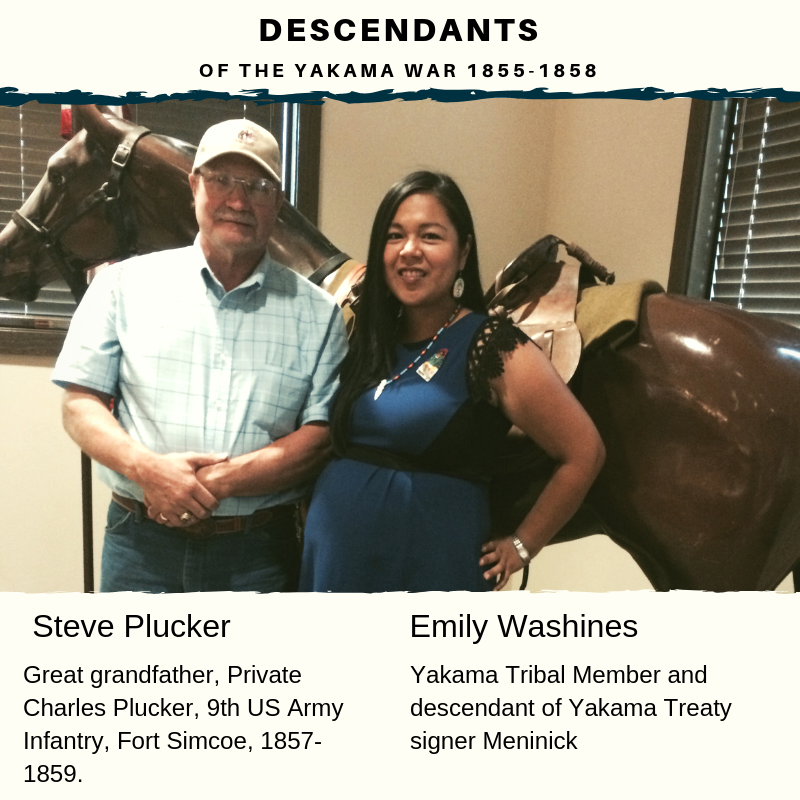 DESCENDANTS
OF THE YAKAMA WAR 1855-1858
Steve Plucker
Great grandfather, Private
Charles Plucker, 9th US Army
Infantry, Fort Simcoe, 1857-
1859.
Emily Washines
Yakama Tribal Member and
descendant of Yakama Treaty
signer Meninick